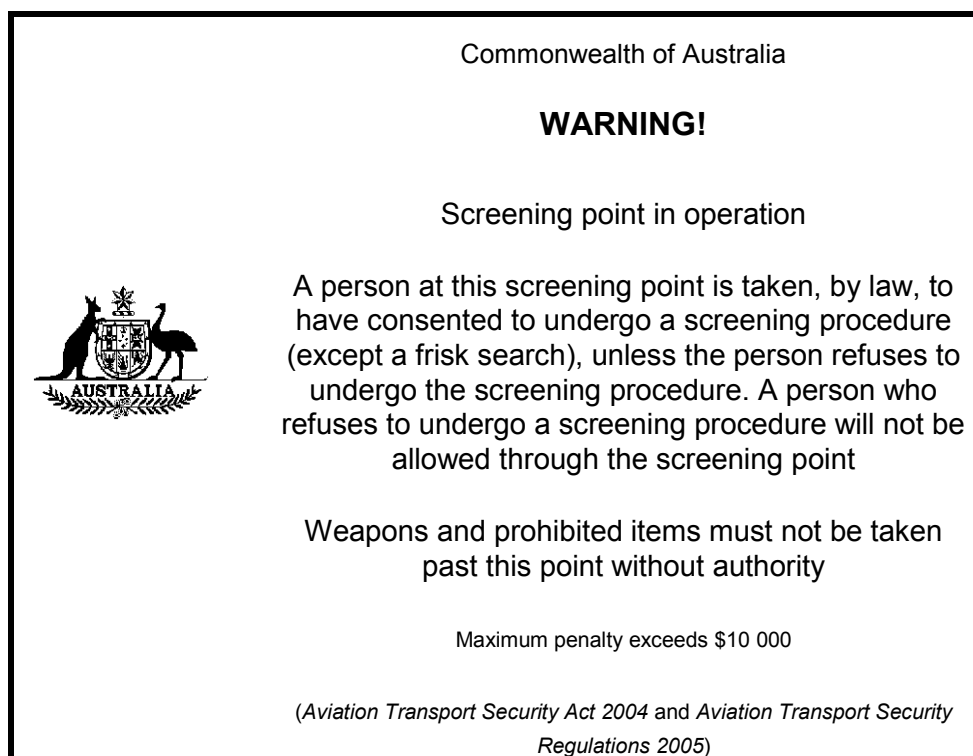 Commonwealth of Australia
WARNING!
Screening point in operation
A person at this screening point is taken, by law, to
have consented to undergo a screening procedure
(except a frisk search), unless the person refuses to
undergo the screening procedure. A person who
refuses to undergo a screening procedure will not be
allowed through the screening point
AUSTRALIA
Weapons and prohibited items must not be taken
past this point without authority
Maximum penalty exceeds $10 000
(Aviation Transport Security Act 2004 and Aviation Transport Security
Regulations 2005)